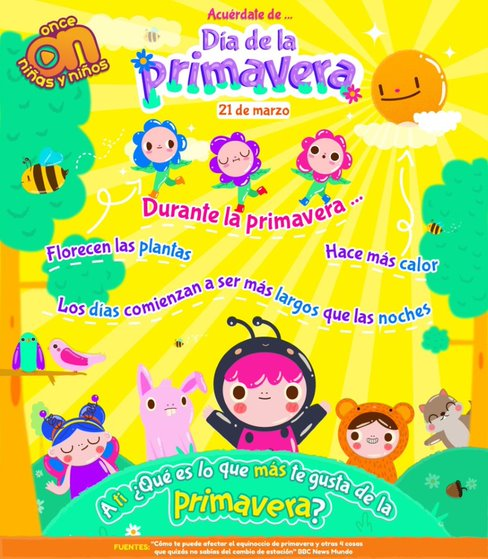 once
niñas y niños
Acuérdate de ...
Día de la
primavera
21 de marzo
Durante la primavera ...
Florecen las plantas
Hace más calor
Los días comienzan a ser más largos que las noches
A ti ¿Qué es lo que más te gusta de la
primavera?
FUENTES: "Cómo te puede afectar el equinoccio de primavera y otras 4 cosas
que quizás no sabías del cambio de estación" BBC News Mundo